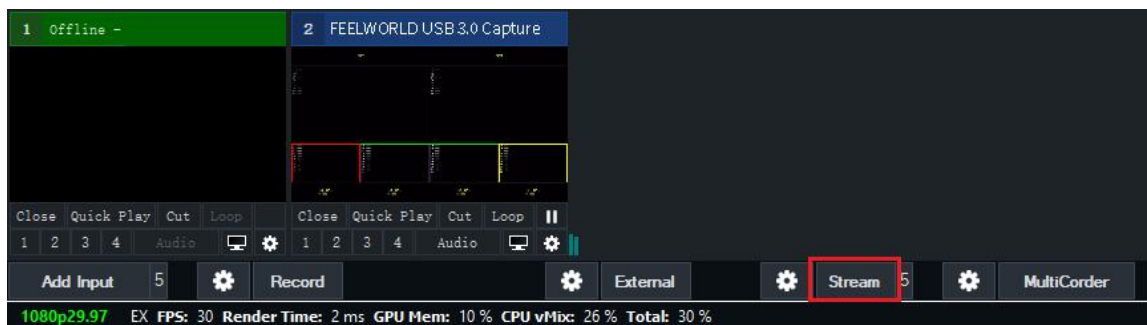 1 Offline -
2 FEELWORLD USB 3.0 Capture
Close Quick Play Cut Loop
Close Quick Play Cut Loop
1 2 3 4 Audio
1 2 3 4 Audio
Add Input 5 Record External Stream 5 MultiCorder
1080p29.97 EX FPS: 30 Render Time: 2 ms GPU Mem: 10 % CPU vMix: 26 % Total: 30 %